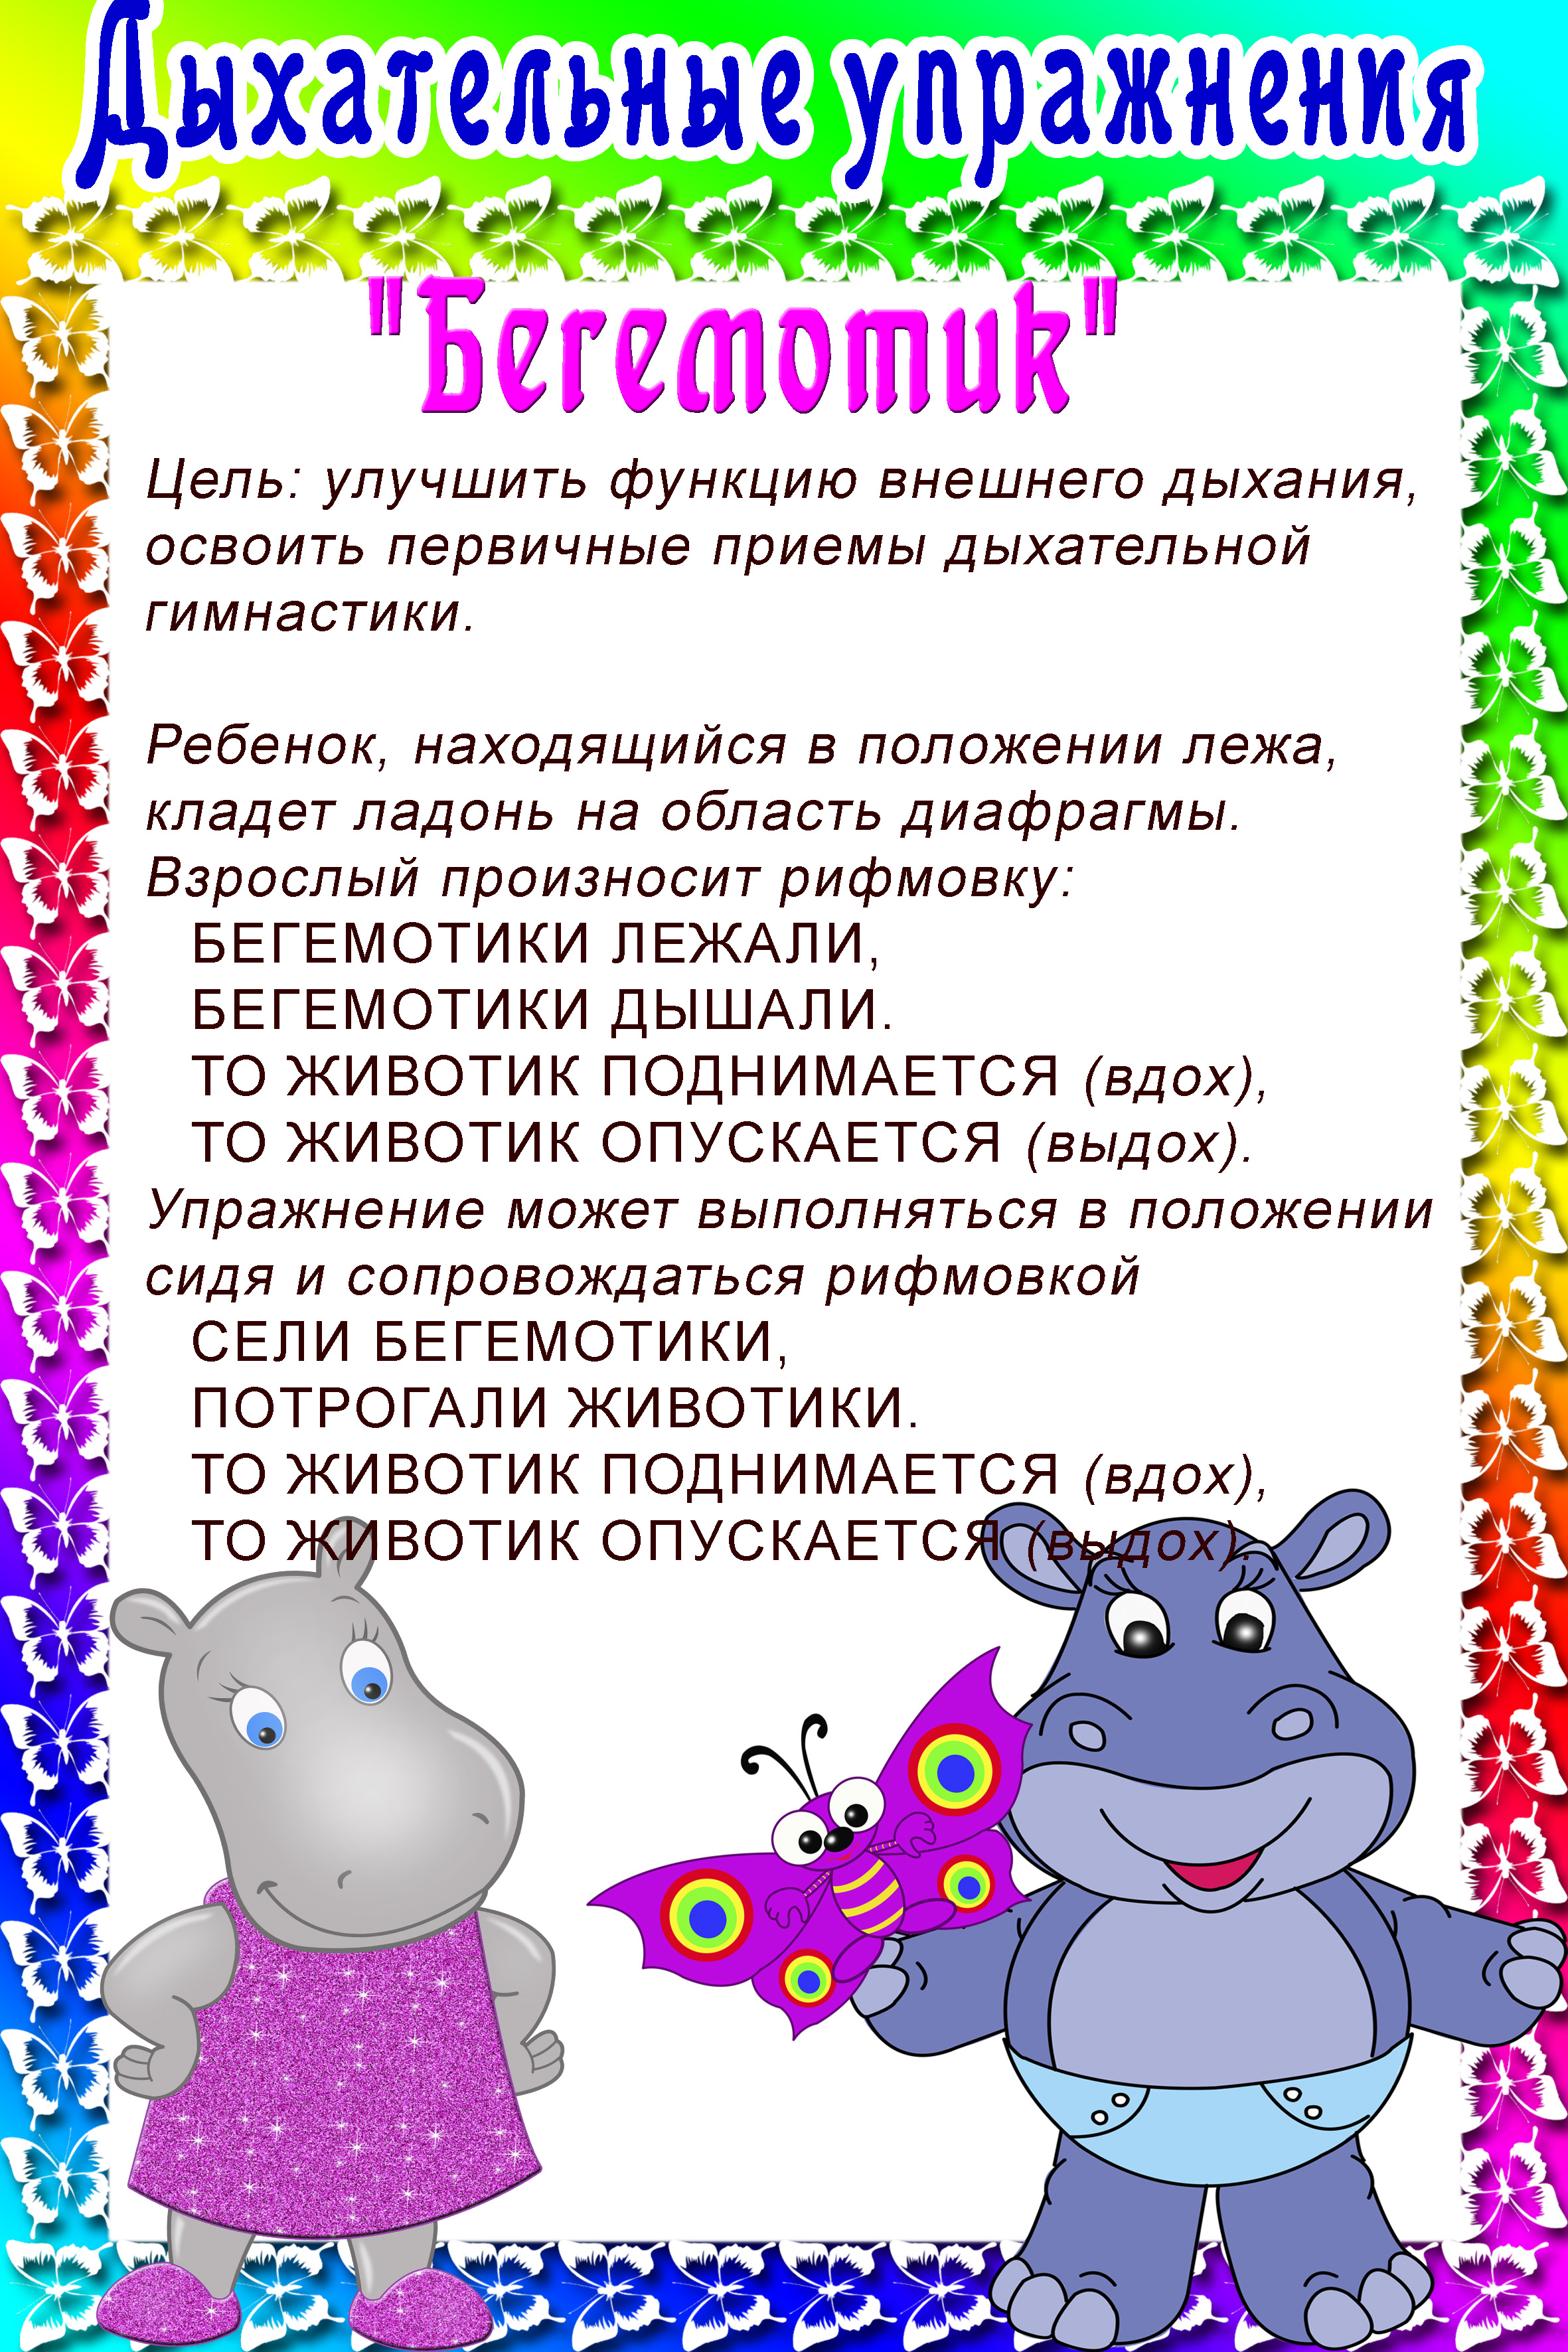 Дыхательные упражнения
"Бегемотик"
Цель: улучшить функцию внешнего дыхания,
освоить первичные приемы дыхательной
гимнастики.
Ребенок, находящийся в положении лежа,
кладет ладонь на область диафрагмы.
Взрослый произносит рифмовку:
БЕГЕМОТИКИ ЛЕЖАЛИ,
БЕГЕМОТИКИ ДЫШАЛИ.
ТО ЖИВОТИК ПОДНИМАЕТСЯ (вдох),
ТО ЖИВОТИК ОПУСКАЕТСЯ (выдох).
Упражнение может выполняться в положении
сидя и сопровождаться рифмовкой
СЕЛИ БЕГЕМОТИКИ,
ПОТРОГАЛИ ЖИВОТИКИ.
ТО ЖИВОТИК ПОДНИМАЕТСЯ (вдох),
ТО ЖИВОТИК ОПУСКАЕТСЯ (выдох).